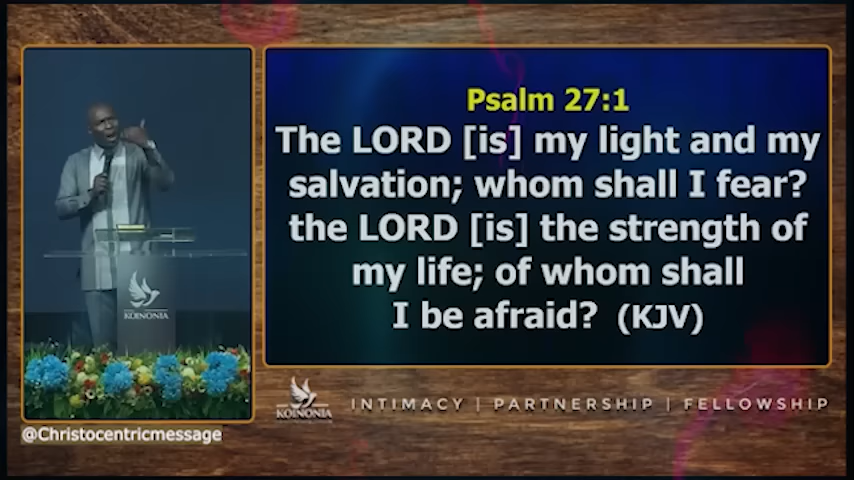 Psalm 27:1
The LORD [is] my light and my
salvation; whom shall I fear?
the LORD [is] the strength of
my life; of whom shall
I be afraid? (KJV)
KOINONIA
KOINONIA
INTIMACY | PARTNERSHIP | FELLOWSHIP
@Christocentricmessage